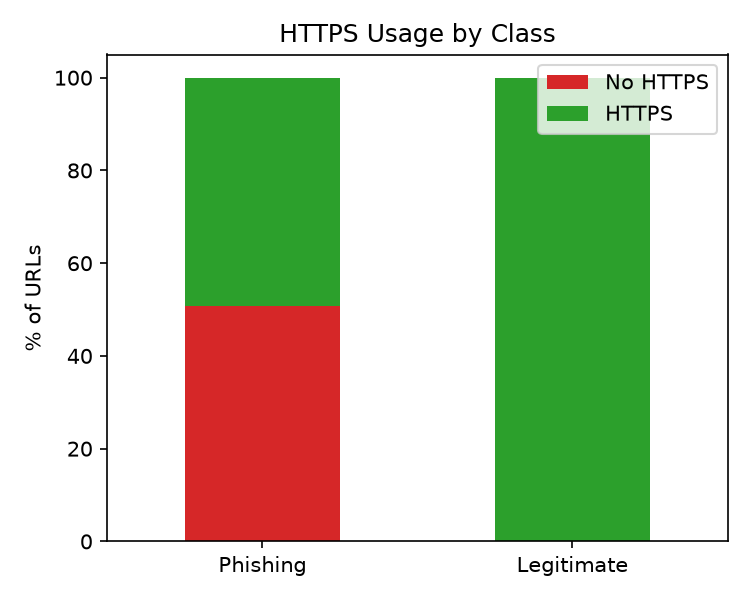 HTTPS Usage by Class
No HTTPS
HTTPS
100
80
60
40
20
0
% of URLs
Phishing
Legitimate